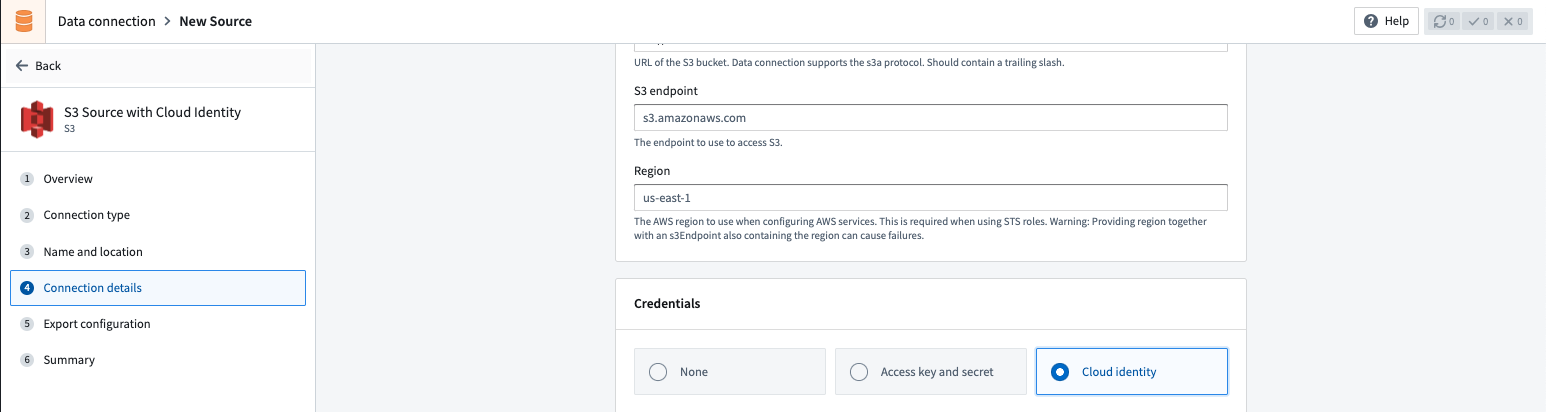 Data connection > New Source
Help
0
0
0
Back
S3 Source with Cloud Identity
S3
1 Overview
2 Connection type
3 Name and location
4 Connection details
5 Export configuration
6 Summary
URL of the S3 bucket. Data connection supports the s3a protocol. Should contain a trailing slash.
S3 endpoint
s3.amazonaws.com
The endpoint to use to access S3.
Region
us-east-1
The AWS region to use when configuring AWS services. This is required when using STS roles. Warning: Providing region together
with an s3Endpoint also containing the region can cause failures.
Credentials
None
Access key and secret
Cloud identity